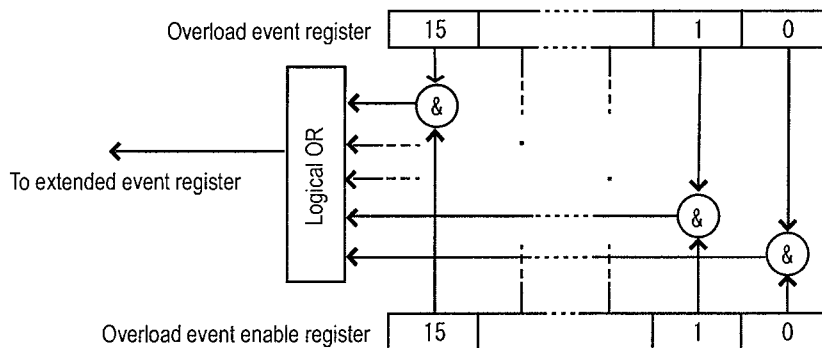 Overload event register 15 1 0
&
Logical OR
To extended event register
&
&
Overload event enable register 15 1 0